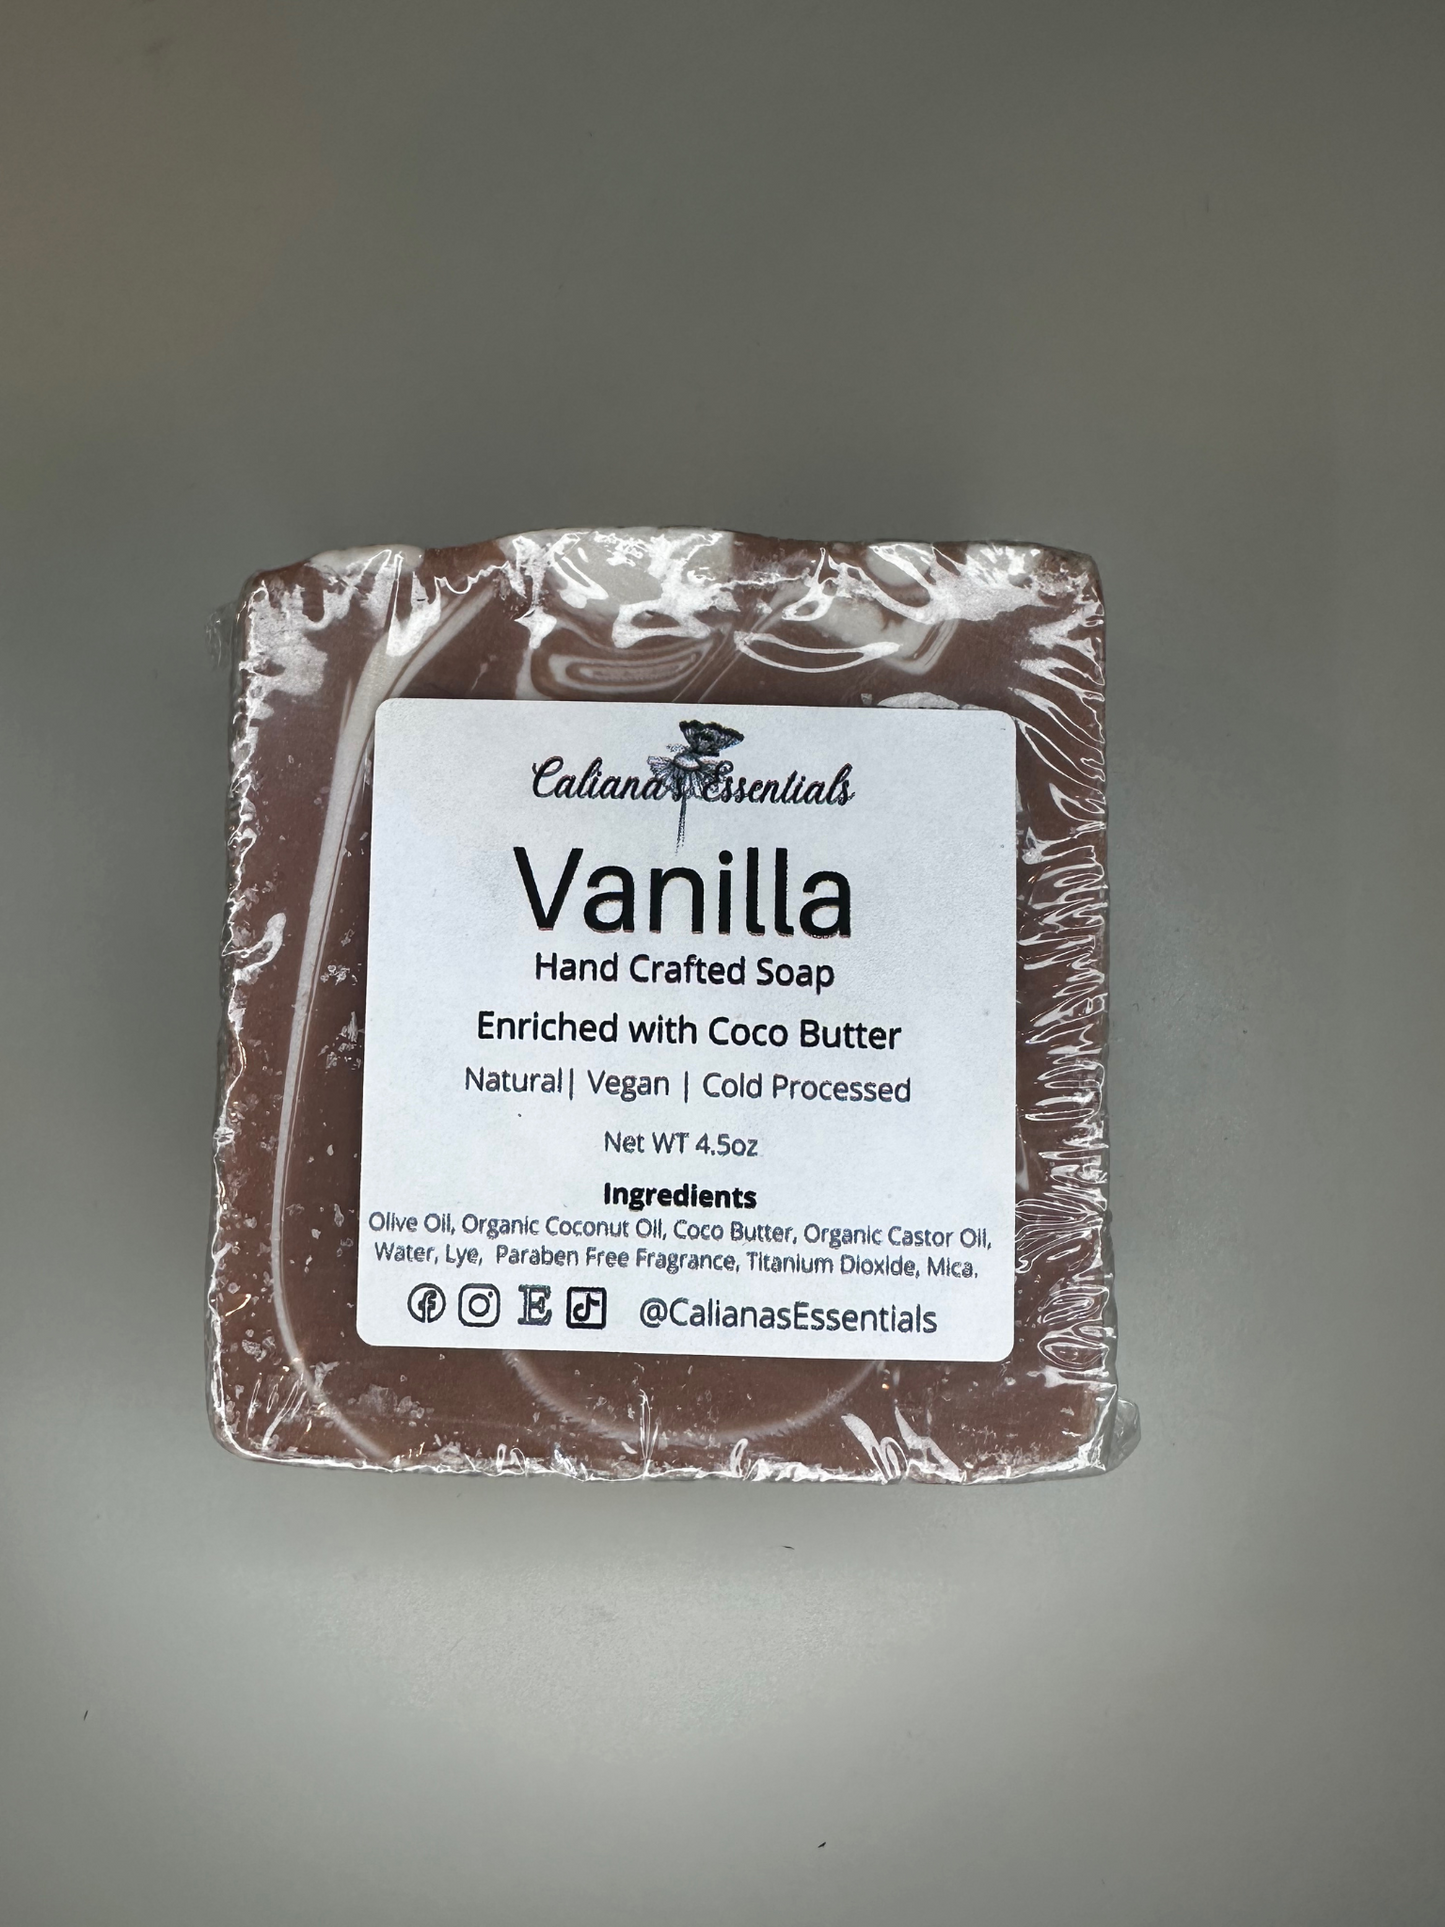 Caliana's Essentials
Vanilla
Hand Crafted Soap
Enriched with Coco Butter
Natural| Vegan | Cold Processed
Net WT 4.5oz
Ingredients
Olive Oil, Organic Coconut Oil, Coco Butter, Organic Castor Oil,
Water, Lye, Paraben Free Fragrance, Titanium Dioxide, Mica.
E @CalianasEssentials